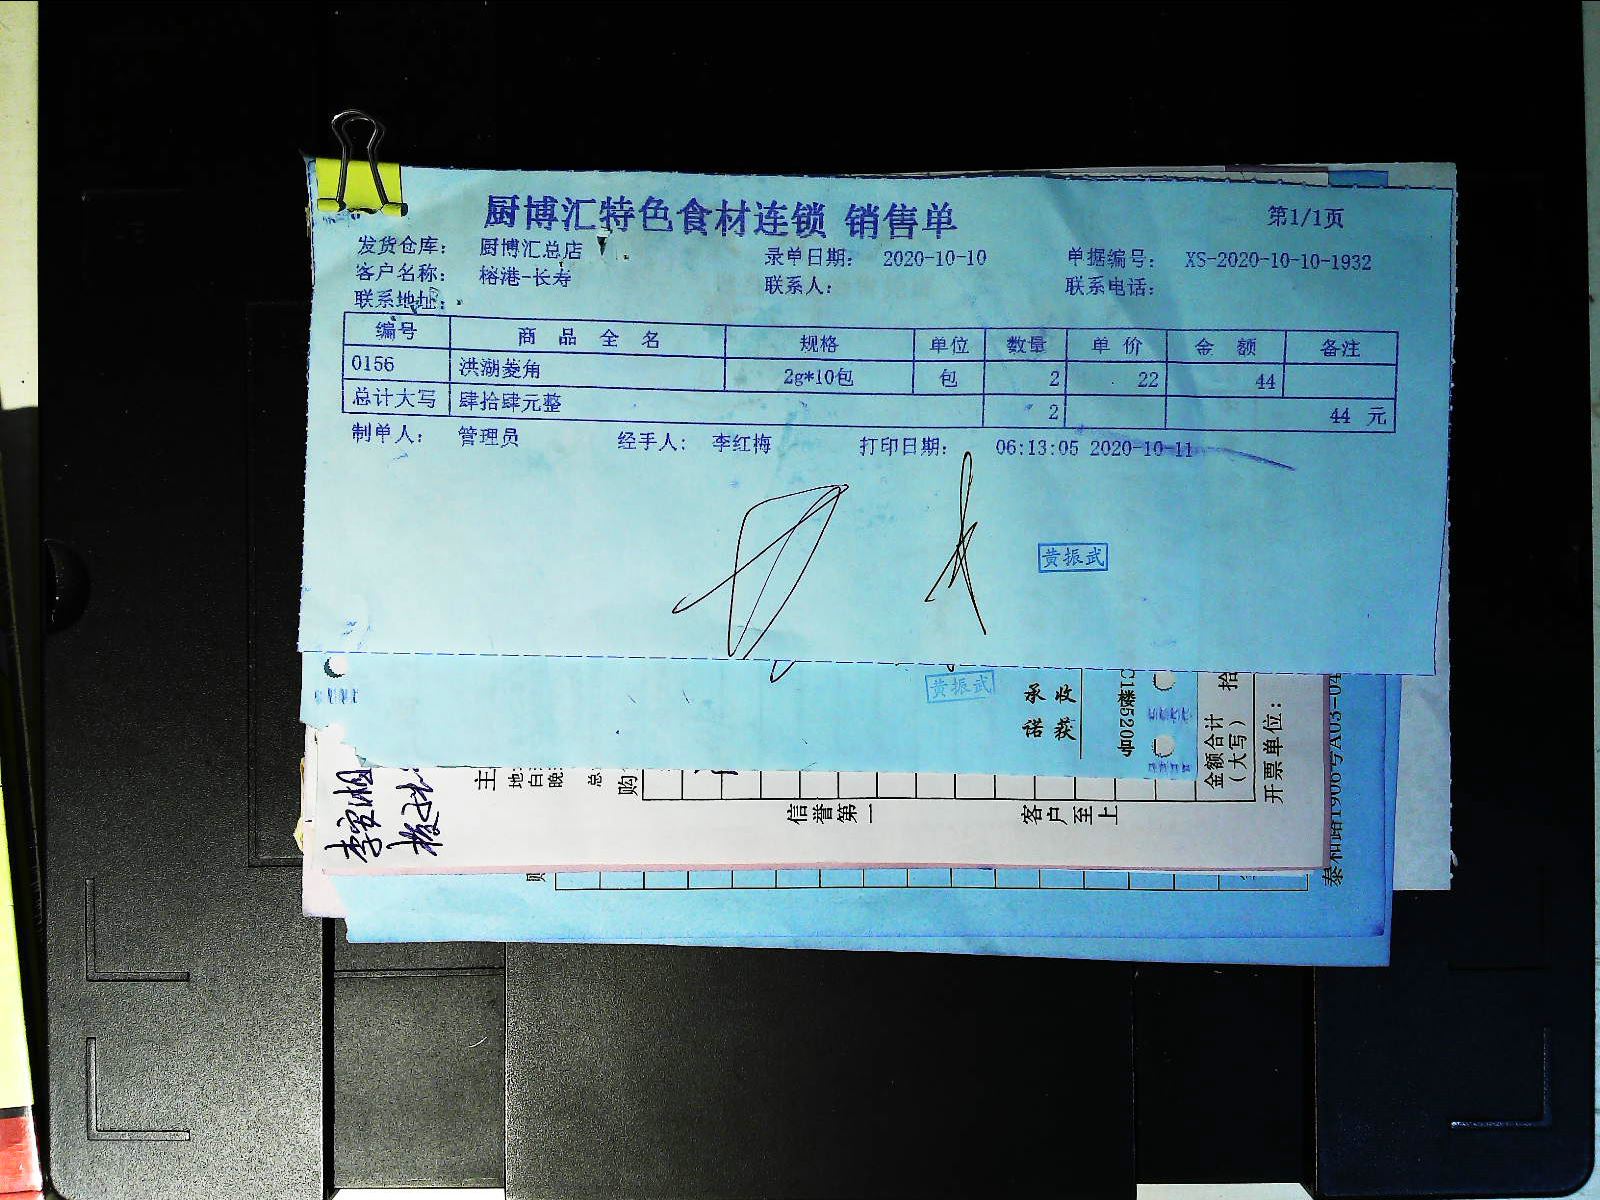 厨博汇特色食材连锁 销售单 第1/1页
发货仓库： 厨博汇总店 录单日期： 2020-10-10 单据编号： XS-2020-10-10-1932
客户名称： 榕港-长寿 联系人： 联系电话：
联系地址：
编号 商品全名 规格 单位 数量 单价 金额 备注
0156 洪湖菱角 2g*10包 包 2 22 44
总计大写 肆拾肆元整 2 44 元
制单人： 管理员 经手人： 李红梅 打印日期： 06:13:05 2020-10-11
黄振武
黄振武
承诺
收获
金额合计
（大写）
拾
开票单位：
信誉第一
客户至上
购